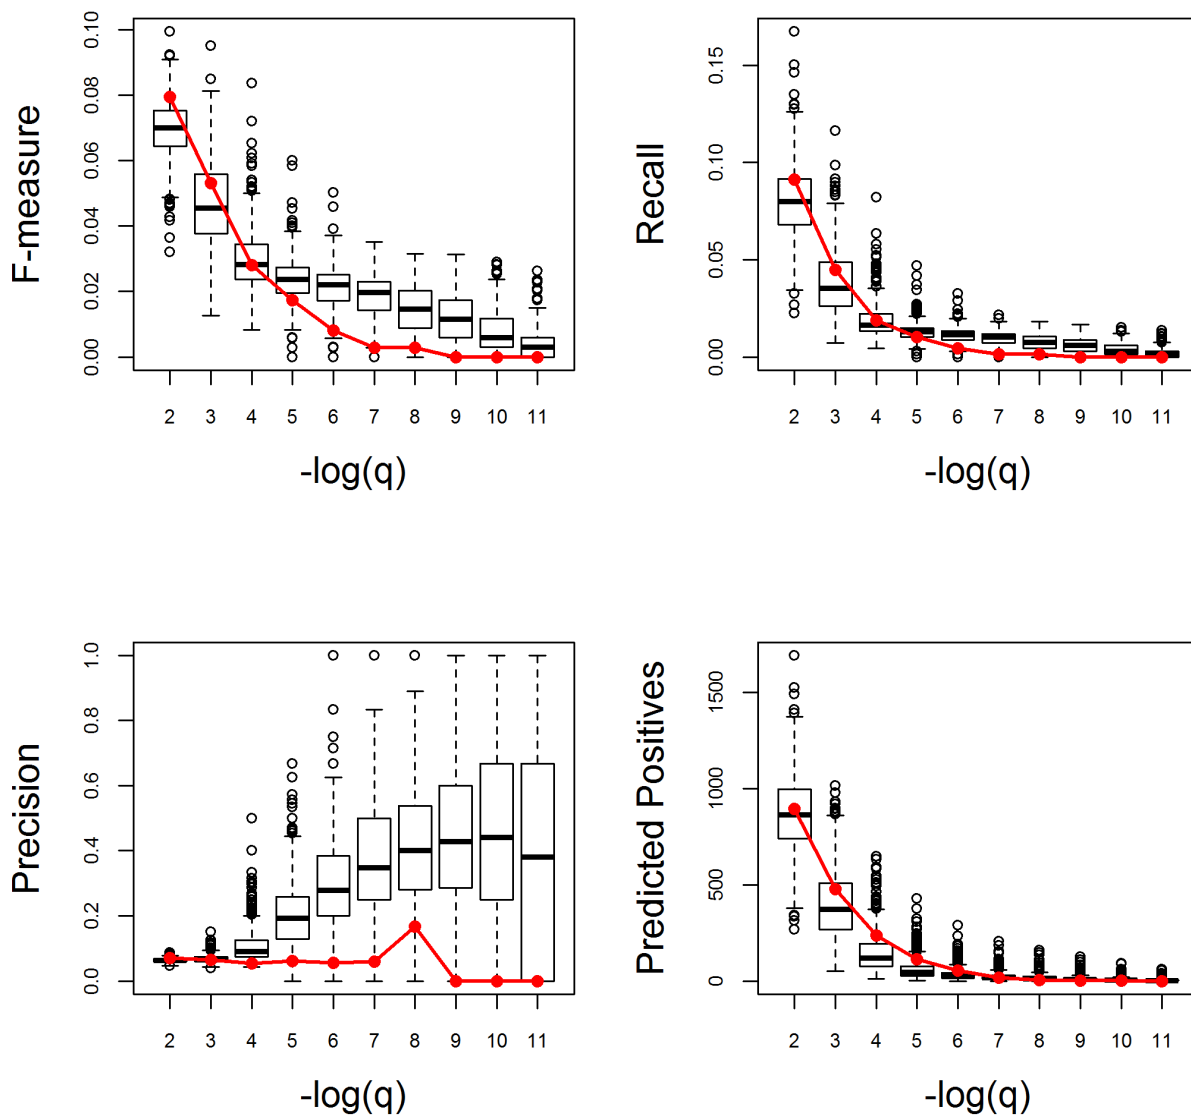 F-measure
0.00 0.02 0.04 0.06 0.08 0.10
2 3 4 5 6 7 8 9 10 11
-log(q)
Recall
0.00 0.05 0.10 0.15
2 3 4 5 6 7 8 9 10 11
-log(q)
Precision
0.0 0.2 0.4 0.6 0.8 1.0
2 3 4 5 6 7 8 9 10 11
-log(q)
Predicted Positives
0 500 1000 1500
2 3 4 5 6 7 8 9 10 11
-log(q)